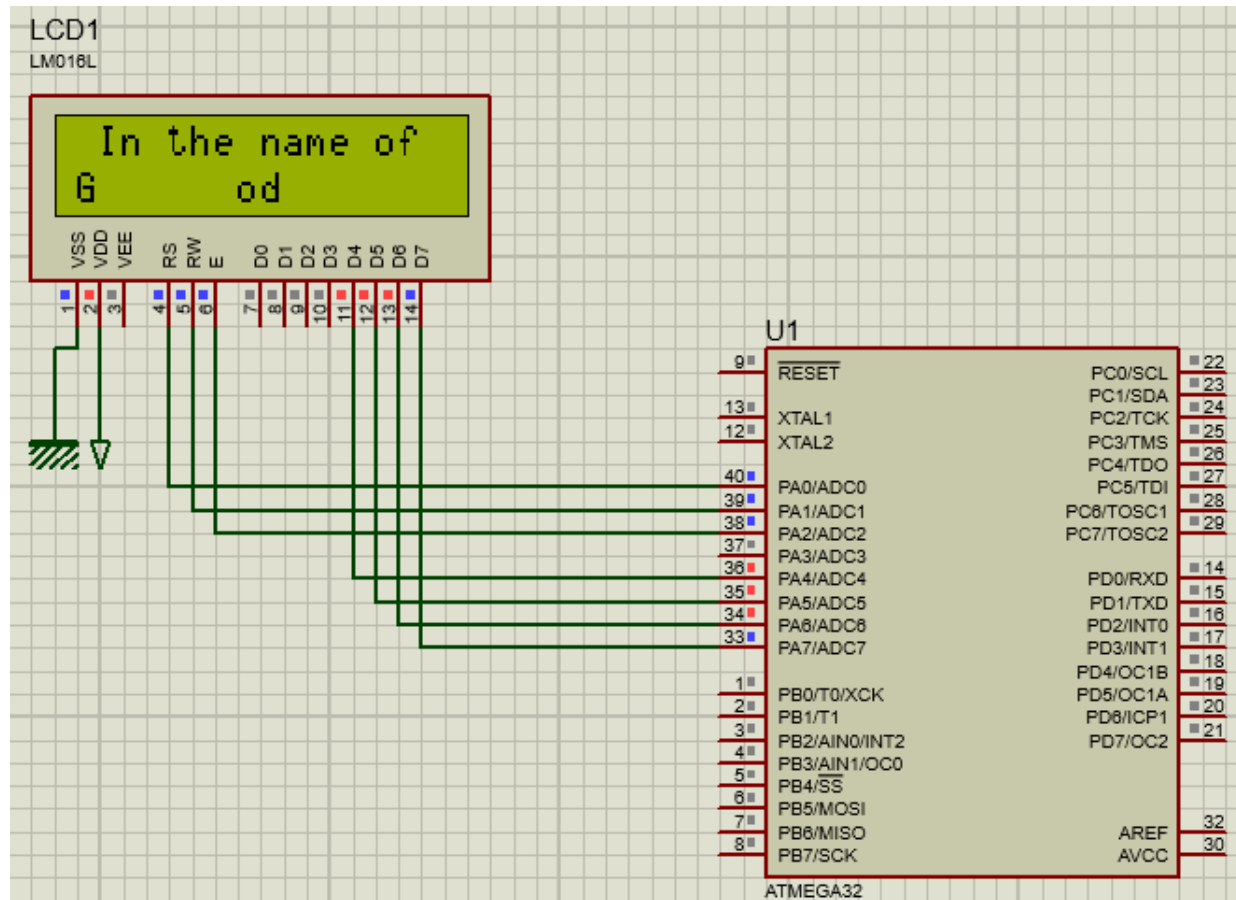 LCD1
LM016L
In the name of
G od
VSS VDD VEE RS RW E D0 D1 D2 D3 D4 D5 D6 D7
1 2 3 4 5 6 7 8 9 10 11 12 13 14
U1
9 RESET
13 XTAL1
12 XTAL2
40 PA0/ADC0
39 PA1/ADC1
38 PA2/ADC2
37 PA3/ADC3
36 PA4/ADC4
35 PA5/ADC5
34 PA6/ADC6
33 PA7/ADC7
1 PB0/T0/XCK
2 PB1/T1
3 PB2/AIN0/INT2
4 PB3/AIN1/OC0
5 PB4/SS
6 PB5/MOSI
7 PB6/MISO
8 PB7/SCK
PC0/SCL 22
PC1/SDA 23
PC2/TCK 24
PC3/TMS 25
PC4/TDO 26
PC5/TDI 27
PC6/TOSC1 28
PC7/TOSC2 29
PD0/RXD 14
PD1/TXD 15
PD2/INT0 16
PD3/INT1 17
PD4/OC1B 18
PD5/OC1A 19
PD6/ICP1 20
PD7/OC2 21
AREF 32
AVCC 30
ATMEGA32